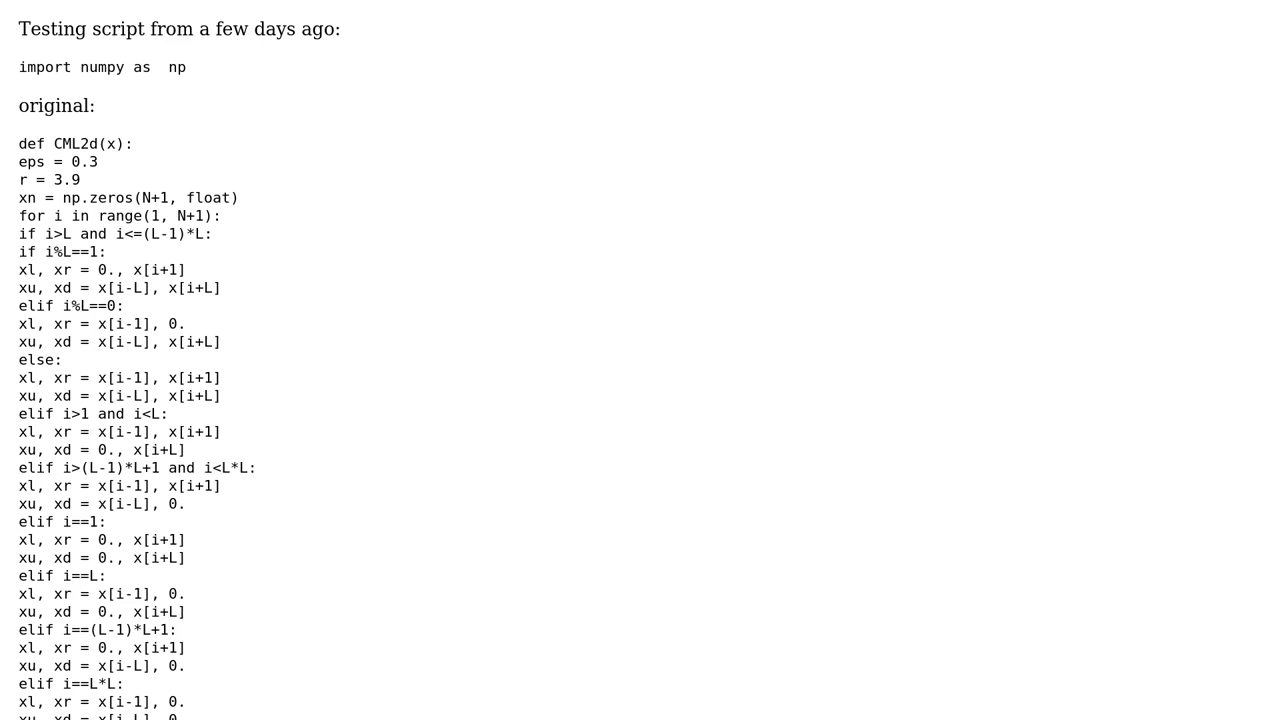 Testing script from a few days ago:
import numpy as  np
original:
def CML2d(x):
eps = 0.3
r = 3.9
xn = np.zeros(N+1, float)
for i in range(1, N+1):
if i>L and i<=(L-1)*L:
if i%L==1:
xl, xr = 0., x[i+1]
xu, xd = x[i-L], x[i+L]
elif i%L==0:
xl, xr = x[i-1], 0.
xu, xd = x[i-L], x[i+L]
else:
xl, xr = x[i-1], x[i+1]
xu, xd = x[i-L], x[i+L]
elif i>1 and i<L:
xl, xr = x[i-1], x[i+1]
xu, xd = 0., x[i+L]
elif i>(L-1)*L+1 and i<L*L:
xl, xr = x[i-1], x[i+1]
xu, xd = x[i-L], 0.
elif i==1:
xl, xr = 0., x[i+1]
xu, xd = 0., x[i+L]
elif i==L:
xl, xr = x[i-1], 0.
xu, xd = 0., x[i+L]
elif i==(L-1)*L+1:
xl, xr = 0., x[i+1]
xu, xd = x[i-L], 0.
elif i==L*L:
xl, xr = x[i-1], 0.
xu, xd = x[i-L], 0.